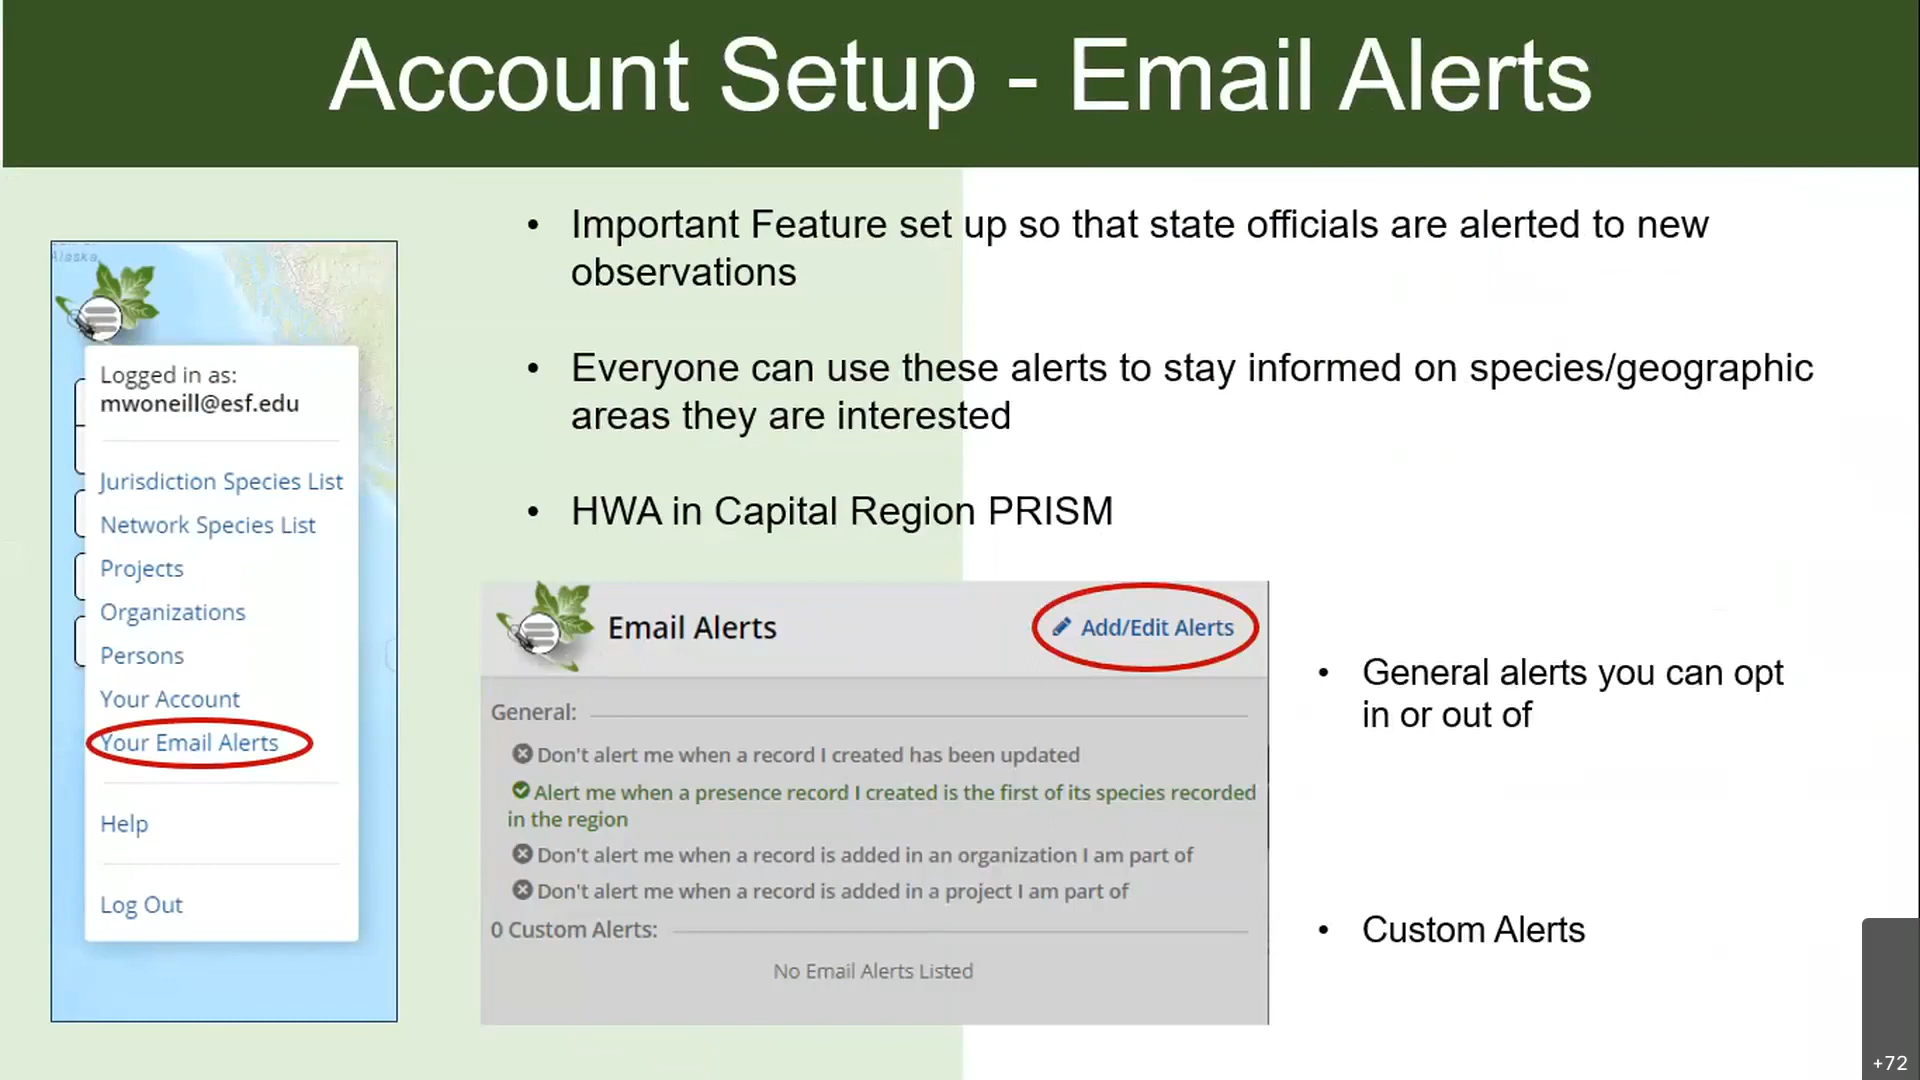 Account Setup - Email Alerts
• Important Feature set up so that state officials are alerted to new
observations
• Everyone can use these alerts to stay informed on species/geographic
areas they are interested
• HWA in Capital Region PRISM
Alaska
Logged in as:
mwoneill@esf.edu
Jurisdiction Species List
Network Species List
Projects
Organizations
Persons
Your Account
Your Email Alerts
Help
Log Out
Email Alerts
Add/Edit Alerts
General:
Don't alert me when a record I created has been updated
Alert me when a presence record I created is the first of its species recorded
in the region
Don't alert me when a record is added in an organization I am part of
Don't alert me when a record is added in a project I am part of
0 Custom Alerts:
No Email Alerts Listed
• General alerts you can opt
in or out of
• Custom Alerts
+72